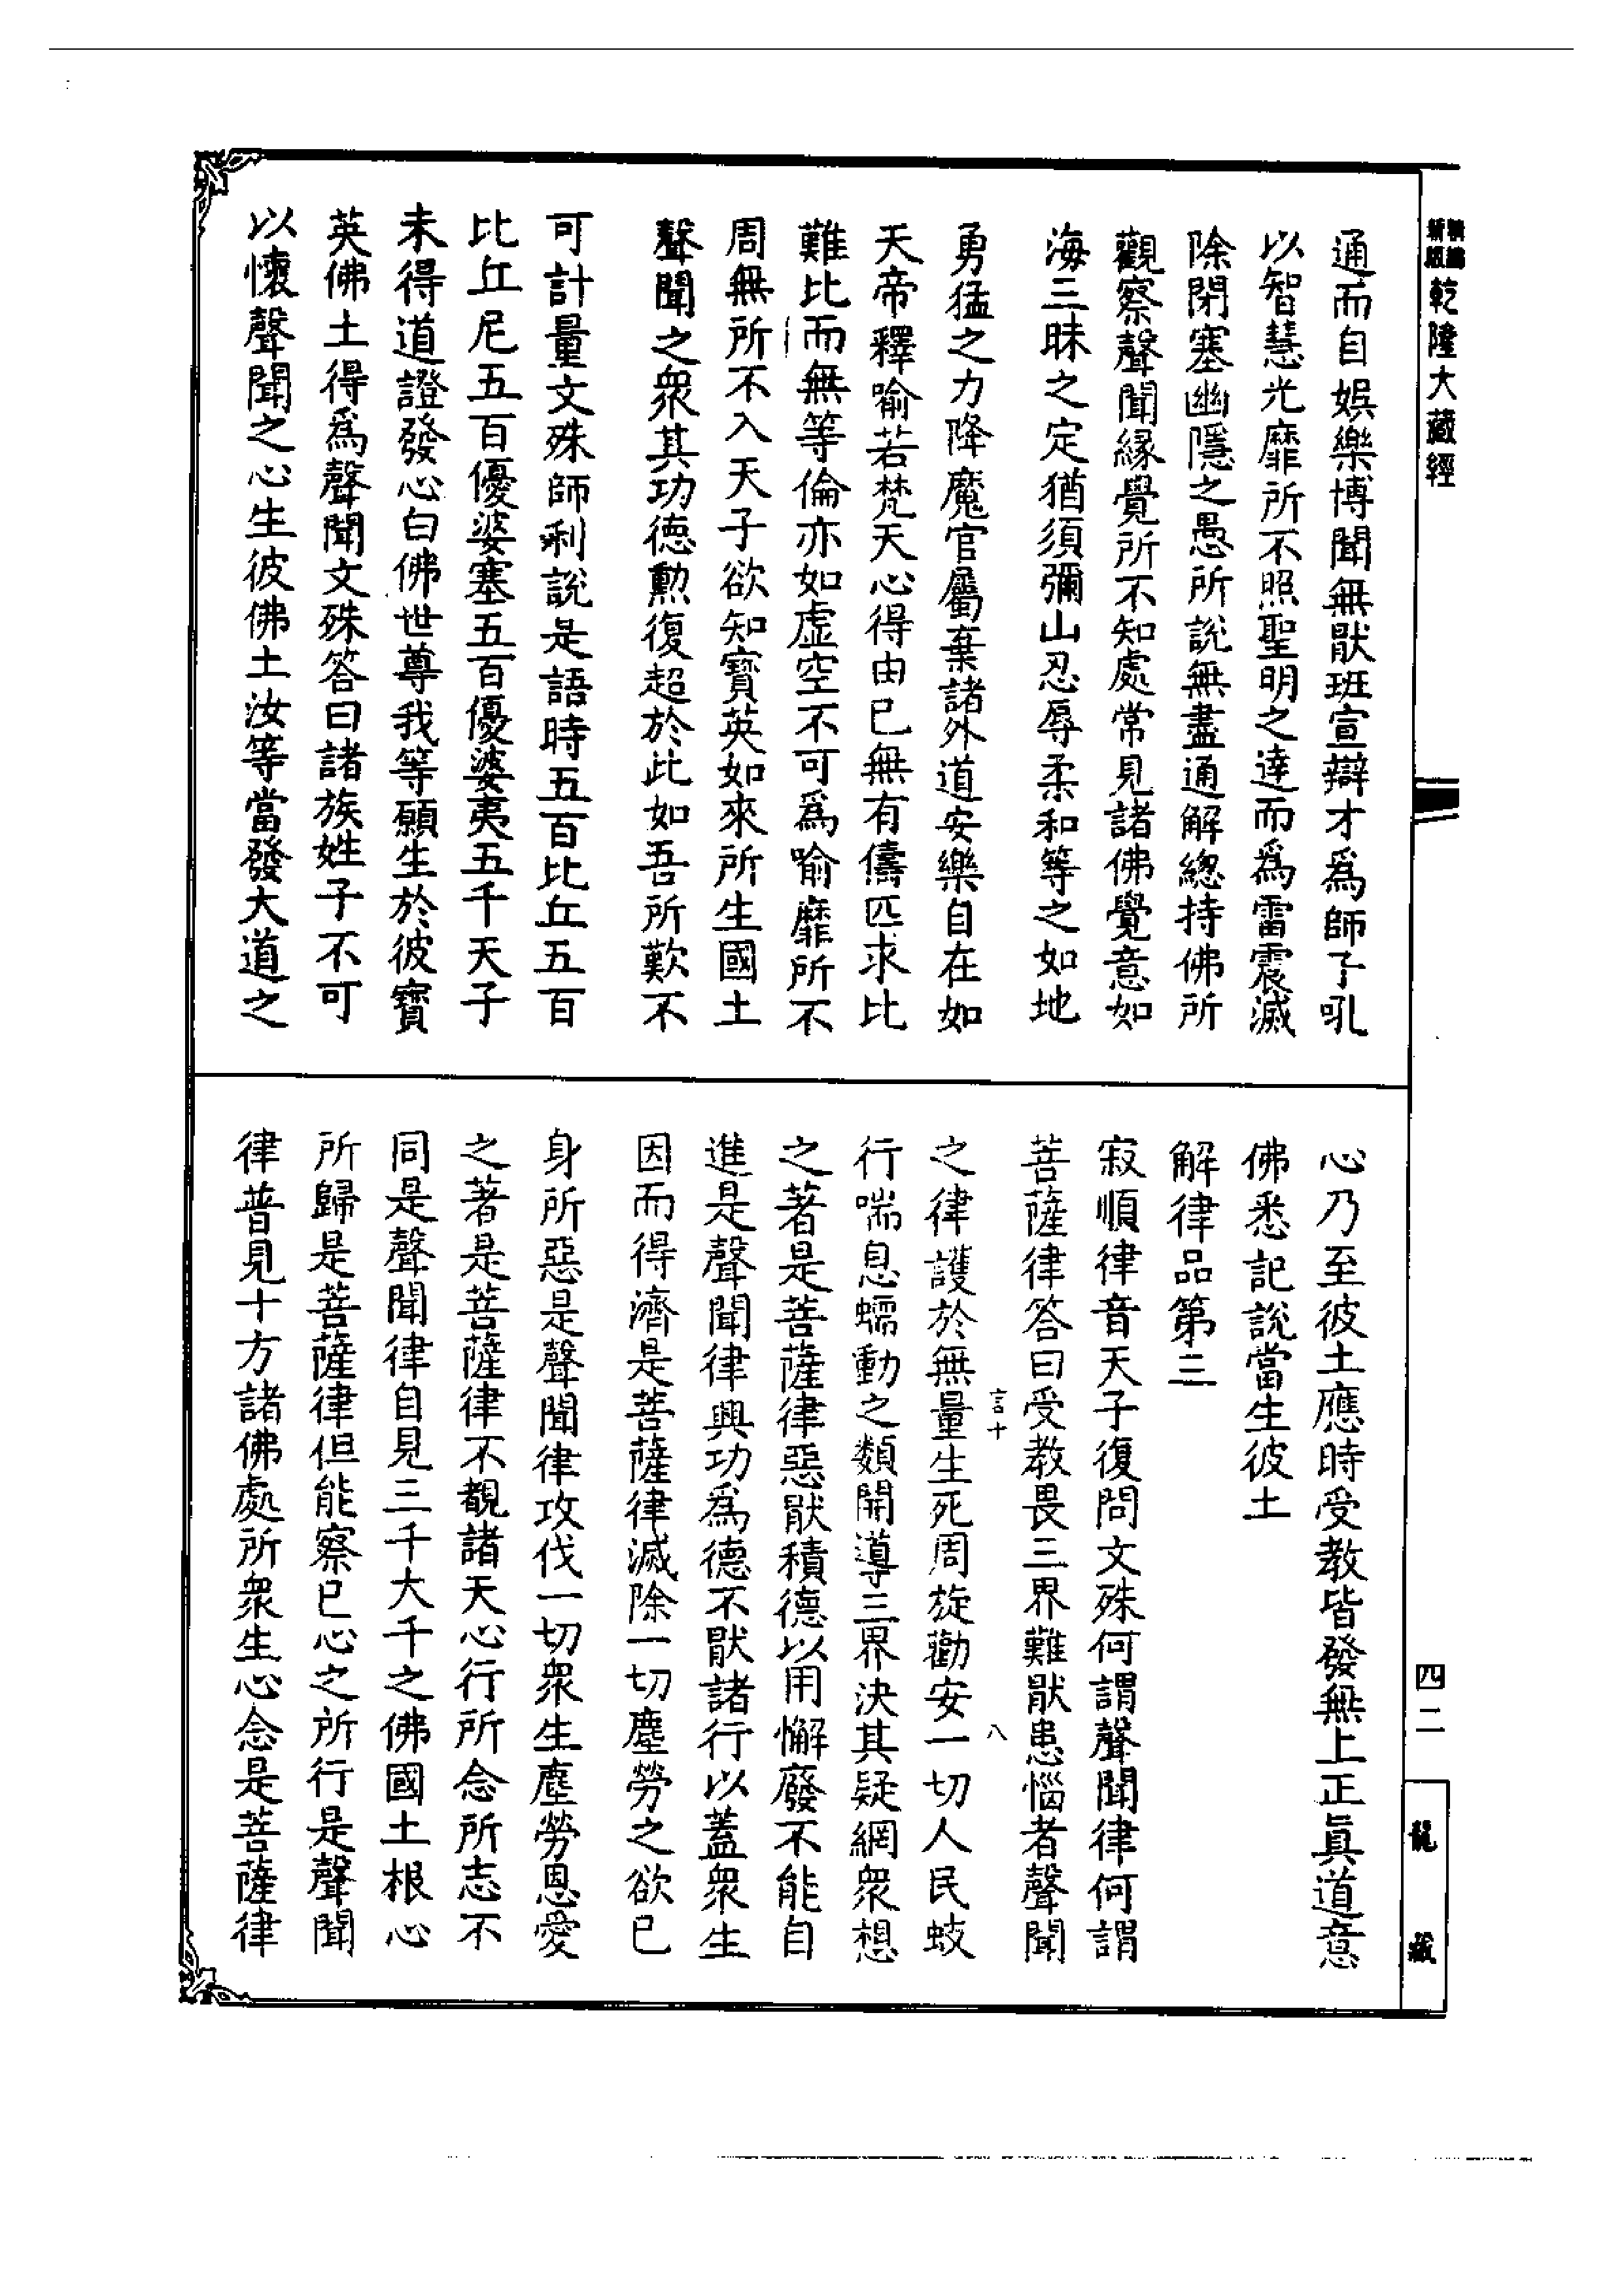 精編新版乾隆大藏經
通而自娛樂博聞無猒班宣辯才爲師子吼
以智慧光靡所不照聖明之達而爲雷震滅
除閉塞幽隱之愚所說無盡通解總持佛所
觀察聲聞緣覺所不知處常見諸佛覺意如
海三昧之定猶須彌山忍辱柔和等之如地
勇猛之力降魔官屬棄諸外道安樂自在如
天帝釋喻若梵天心得由已無有儔匹求比
難比而無等倫亦如虛空不可爲喻靡所不
周無所不入天子欲知寶英如來所生國土
聲聞之衆其功德勲復超於此如吾所歎不
可計量文殊師利說是語時五百比丘五百
比丘尼五百優婆塞五百優婆夷五千天子
未得道證發心白佛世尊我等願生於彼寶
英佛土得爲聲聞文殊答曰諸族姓子不可
以懷聲聞之心生彼佛土汝等當發大道之
心乃至彼土應時受教皆發無上正眞道意
佛悉記說當生彼土
解律品第三
寂順律音天子復問文殊何謂聲聞律何謂
菩薩律答曰受教畏三界難猒患惱者聲聞
言十 八
之律護於無量生死周旋勸安一切人民蚑
行喘息蠕動之類開導三界決其疑網衆想
之著是菩薩律惡猒積德以用懈廢不能自
進是聲聞律興功爲德不猒諸行以蓋衆生
因而得濟是菩薩律滅除一切塵勞之欲已
身所惡是聲聞律攻伐一切衆生塵勞恩愛
之著是菩薩律不覩諸天心行所念所志不
同是聲聞律自見三千大千之佛國土根心
所歸是菩薩律但能察已心之所行是聲聞
律普見十方諸佛處所衆生心念是菩薩律
四二
龍藏